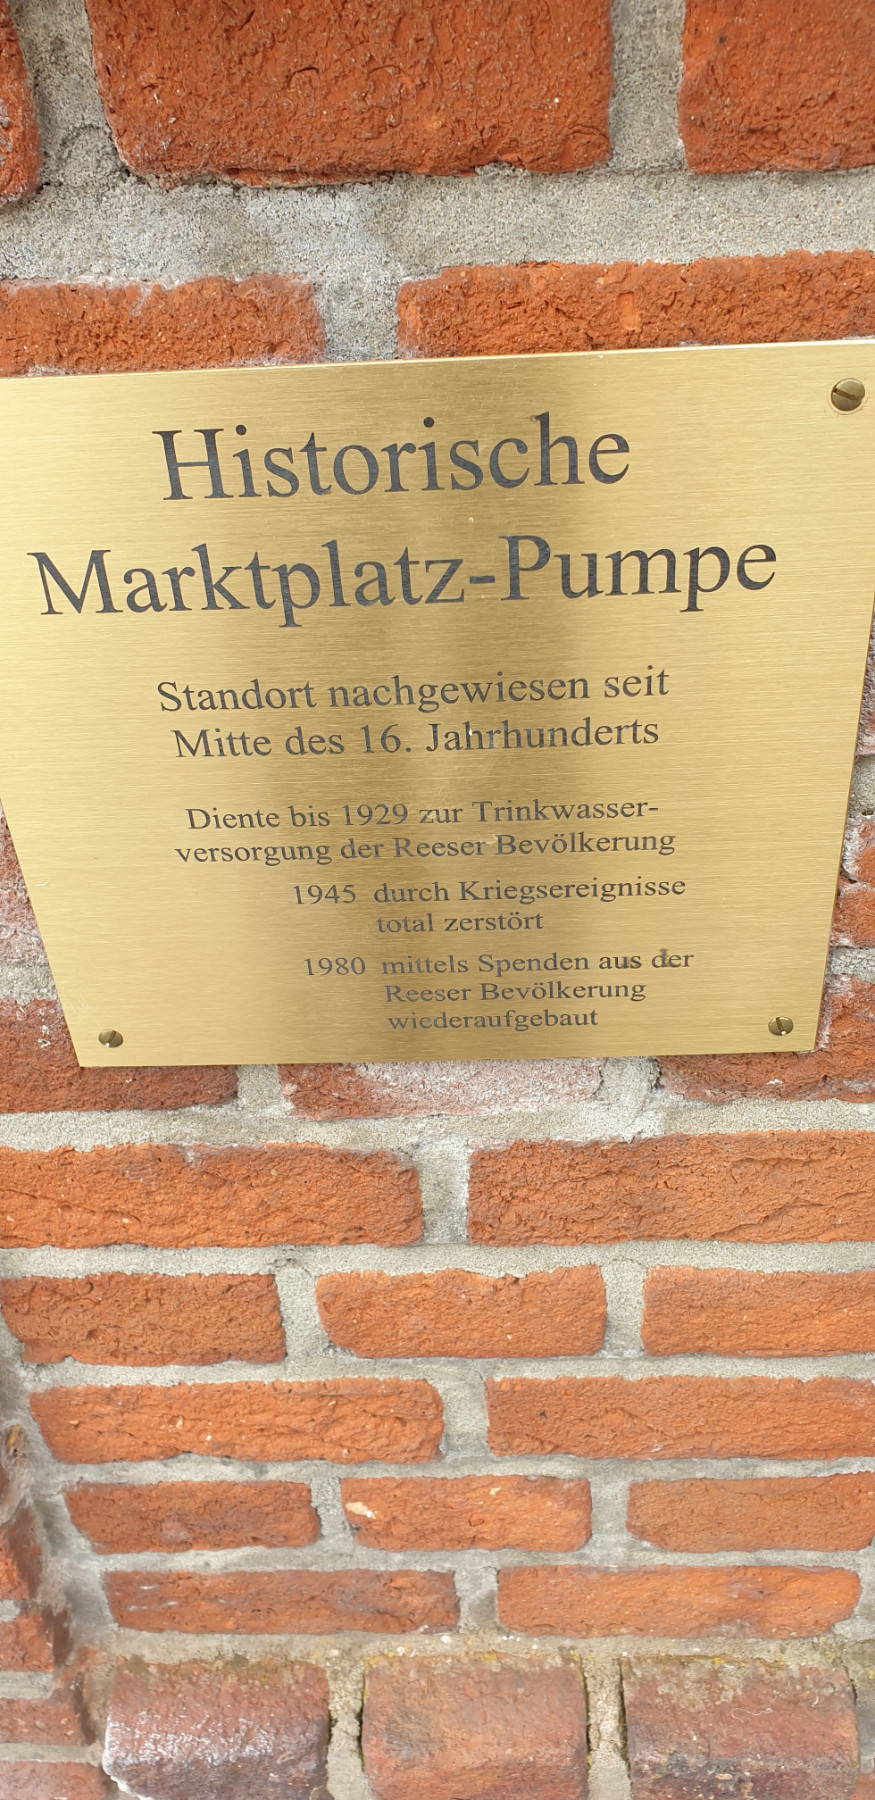 Historische
Marktplatz-Pumpe
Standort nachgewiesen seit
Mitte des 16. Jahrhunderts
Diente bis 1929 zur Trinkwasser-
versorgung der Reeser Bevölkerung
1945 durch Kriegsereignisse
total zerstört
1980 mittels Spenden aus der
Reeser Bevölkerung
wiederaufgebaut